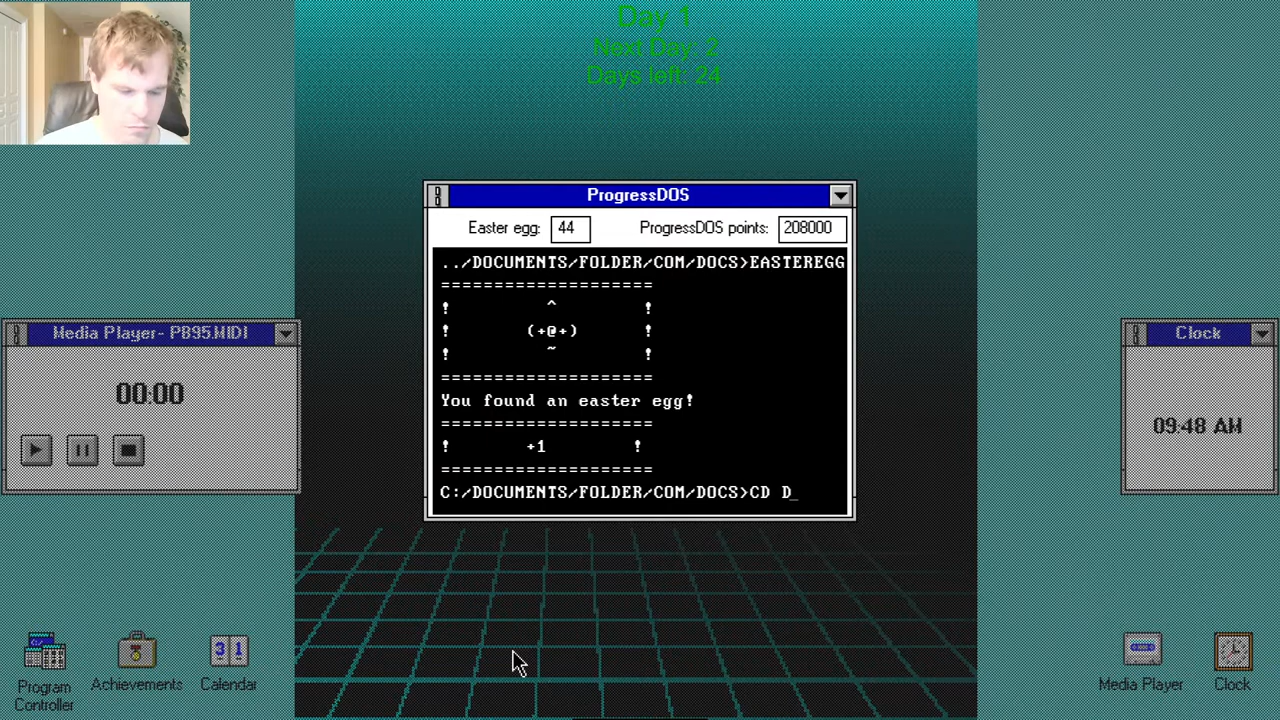 Day 1
Next Day: 2
Days left: 24
ProgressDOS
Easter egg: 44 ProgressDOS points: 208000
../DOCUMENTS/FOLDER/COM/DOCS>EASTEREGG
====================
! ^ !
! (+@+) !
! ~ !
====================
You found an easter egg!
====================
! +1 !
====================
C:/DOCUMENTS/FOLDER/COM/DOCS>CD D_
Media Player- PB95.MIDI
00:00
Clock
09:48 AM
Program
Controller
Achievements
31
Calendar
Media Player
Clock